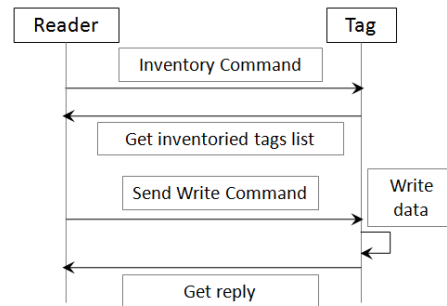 Reader
Tag
Inventory Command
Get inventoried tags list
Send Write Command
Write
data
Get reply